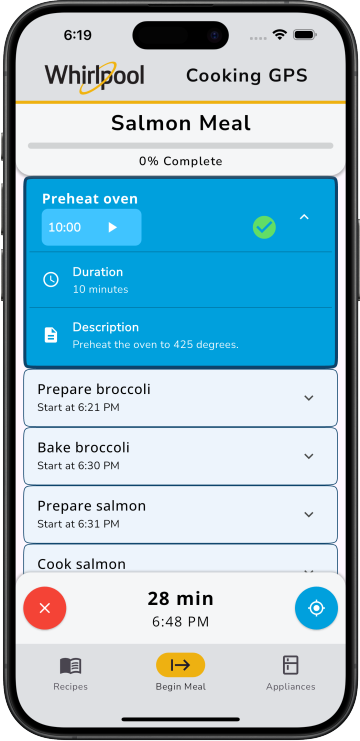 6:19
Whirlpool
Cooking GPS
Salmon Meal
0% Complete
Preheat oven
10:00
Duration
10 minutes
Description
Preheat the oven to 425 degrees.
Prepare broccoli
Start at 6:21 PM
Bake broccoli
Start at 6:30 PM
Prepare salmon
Start at 6:31 PM
Cook salmon
28 min
6:48 PM
Recipes
Begin Meal
Appliances